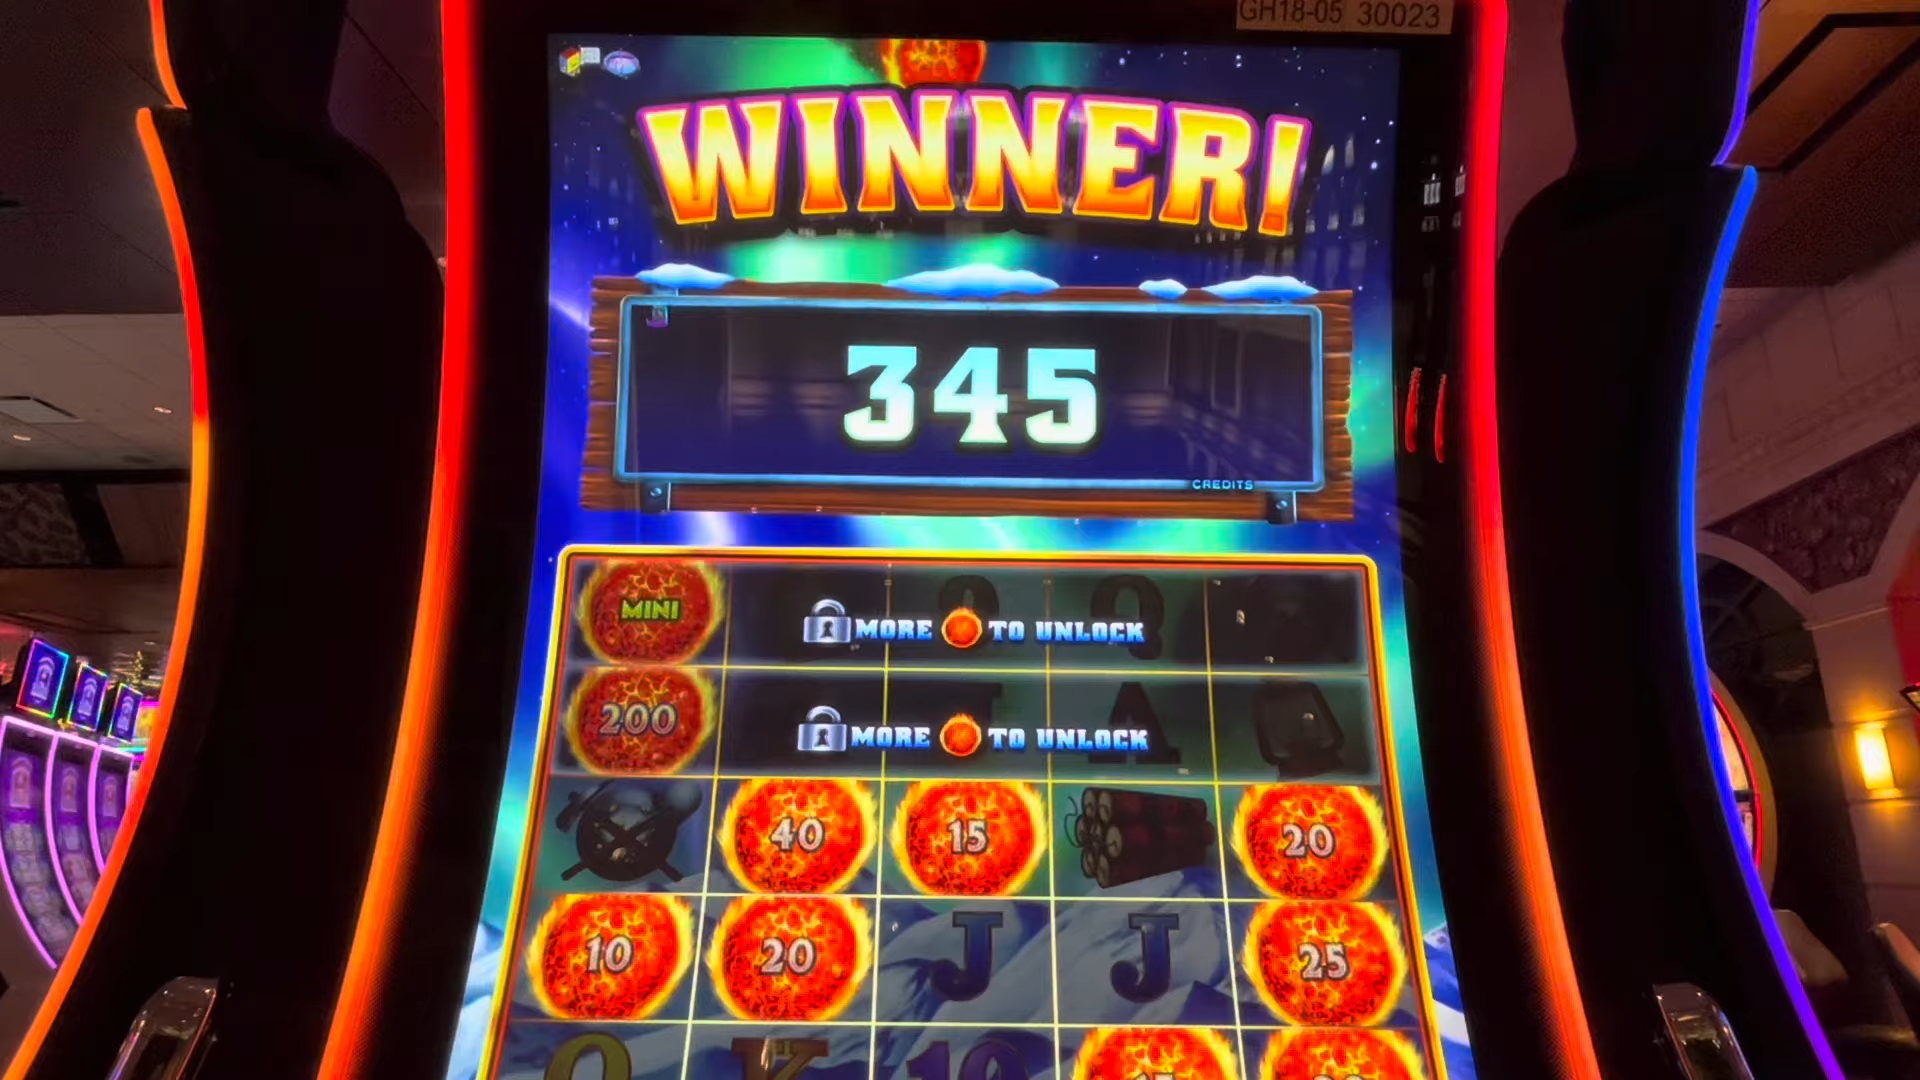 GH18-05 30023
WINNER!
345
CREDITS
MINI
MORE TO UNLOCK
200
MORE TO UNLOCK
40 15 20
10 20 J J 25
K 10